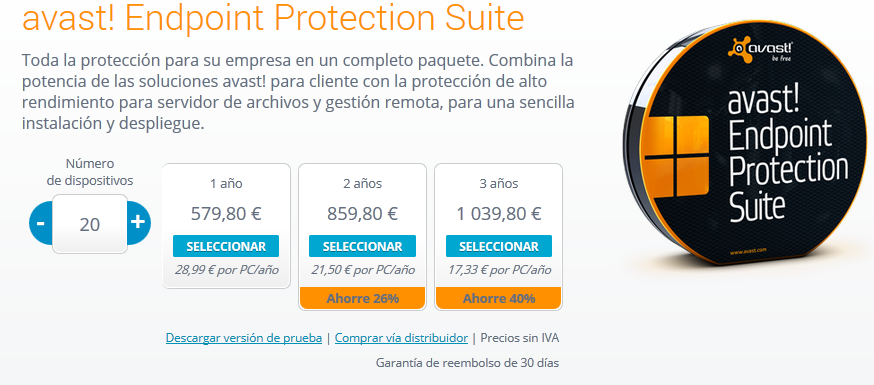 avast! Endpoint Protection Suite
Toda la protección para su empresa en un completo paquete. Combina la
potencia de las soluciones avast! para cliente con la protección de alto
rendimiento para servidor de archivos y gestión remota, para una sencilla
instalación y despliegue.
Número
de dispositivos
- 20 +
1 año
579,80 €
SELECCIONAR
28,99 € por PC/año
2 años
859,80 €
SELECCIONAR
21,50 € por PC/año
Ahorre 26%
3 años
1 039,80 €
SELECCIONAR
17,33 € por PC/año
Ahorre 40%
Descargar versión de prueba | Comprar vía distribuidor | Precios sin IVA
Garantía de reembolso de 30 días
avast!
be free
avast!
Endpoint
Protection
Suite
www.avast.com